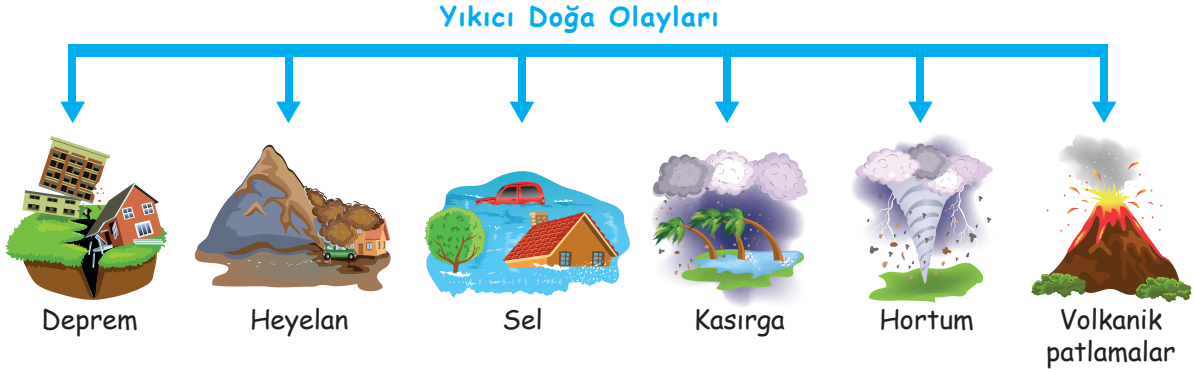 Yıkıcı Doğa Olayları
Deprem
Heyelan
Sel
Kasırga
Hortum
Volkanik
patlamalar